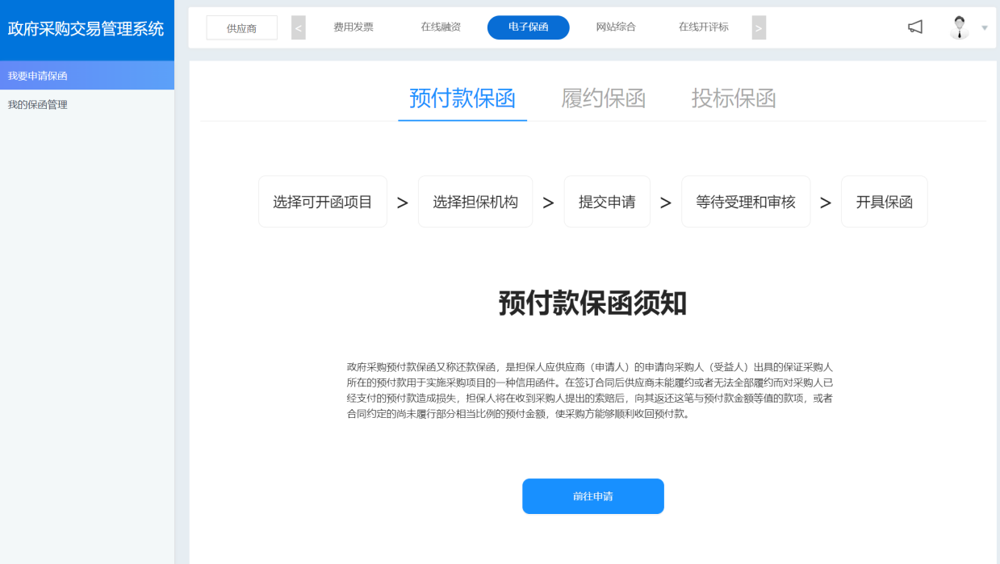 政府采购交易管理系统
供应商
<
费用发票
在线融资
电子保函
网站综合
在线开评标
>
我要申请保函
我的保函管理
预付款保函
履约保函
投标保函
选择可开函项目 > 选择担保机构 > 提交申请 > 等待受理和审核 > 开具保函
预付款保函须知
政府采购预付款保函又称还款保函，是担保人应供应商（申请人）的申请向采购人（受益人）出具的保证采购人
所在的预付款用于实施采购项目的一种信用函件。在签订合同后供应商未能履约或者无法全部履约而对采购人已
经支付的预付款造成损失，担保人将在收到采购人提出的索赔后，向其返还这笔与预付款金额等值的款项，或者
合同约定的尚未履行部分相当比例的预付金额，使采购方能够顺利收回预付款。
前往申请